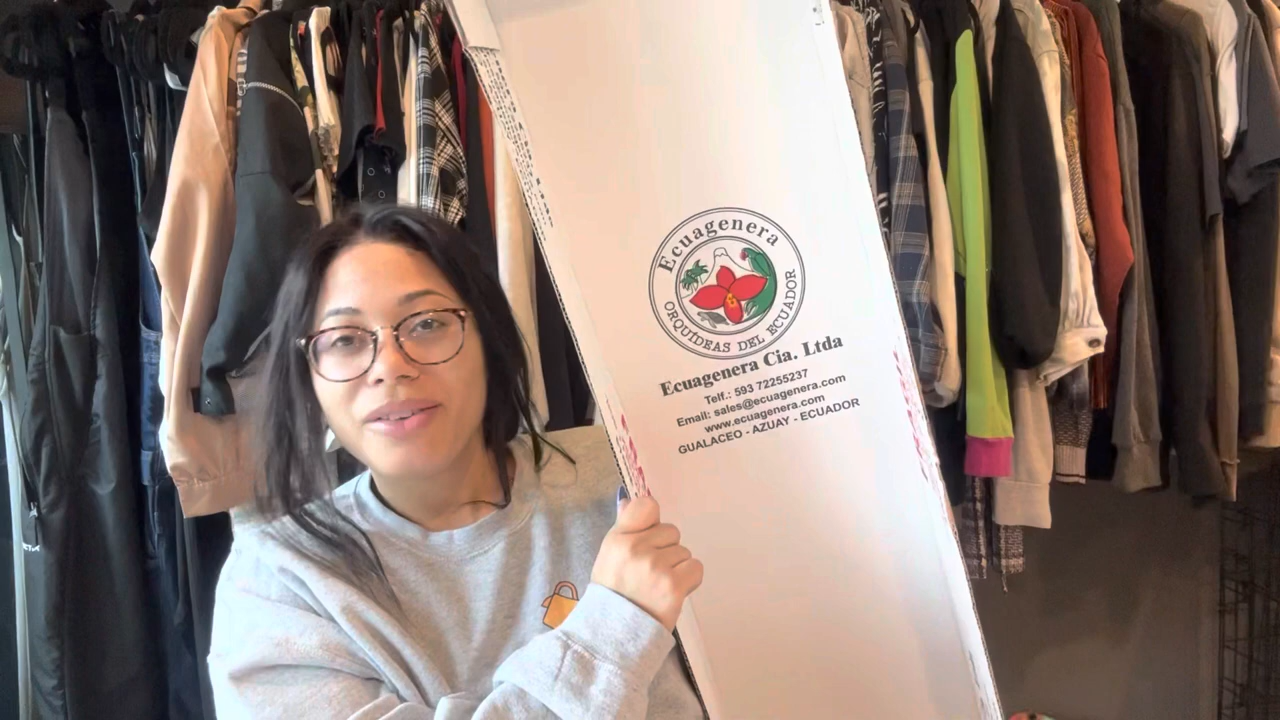 Ecuagenera
ORQUÍDEAS DEL ECUADOR
Ecuagenera Cia. Ltda
Telf.: 593 72255237
Email: sales@ecuagenera.com
www.ecuagenera.com
GUALACEO - AZUAY - ECUADOR